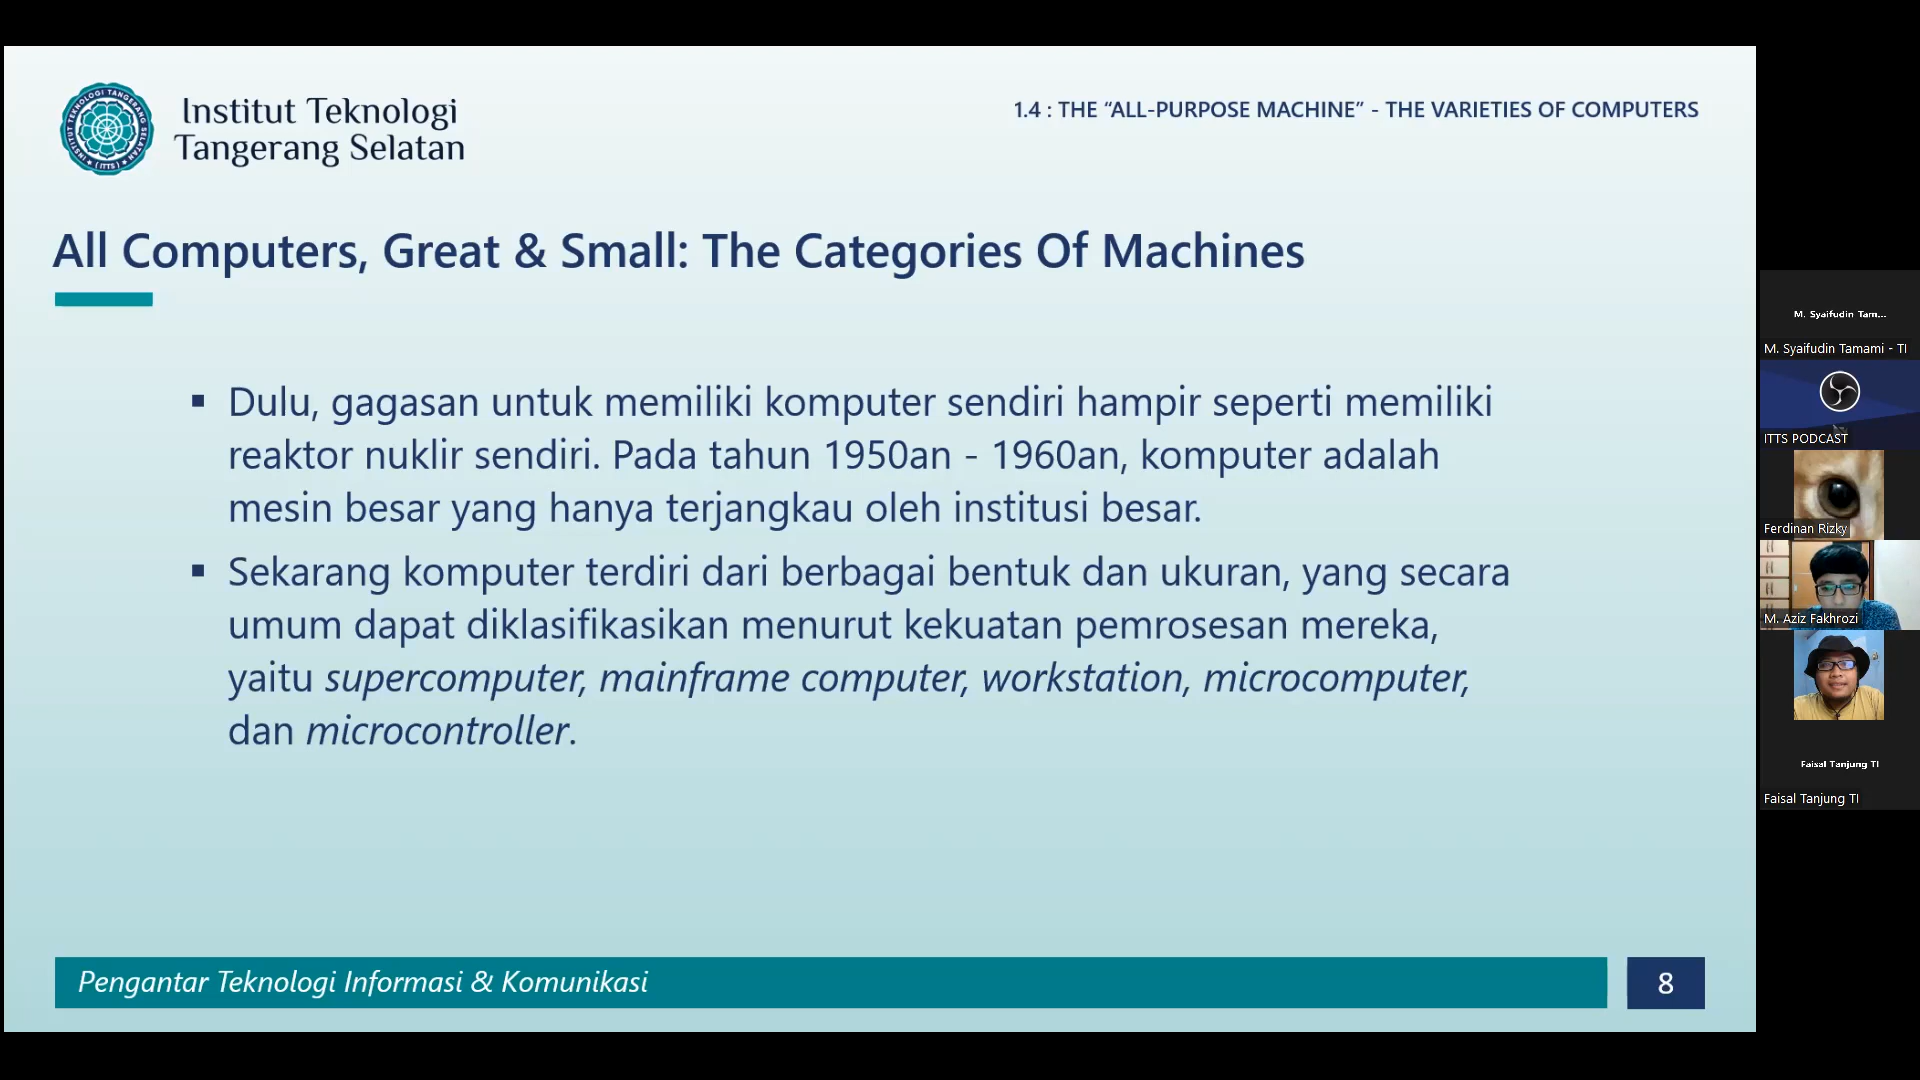 Institut Teknologi
Tangerang Selatan
INSTITUT TEKNOLOGI TANGERANG SELATAN
( ITTS )
1.4 : THE “ALL-PURPOSE MACHINE” - THE VARIETIES OF COMPUTERS
All Computers, Great & Small: The Categories Of Machines
▪ Dulu, gagasan untuk memiliki komputer sendiri hampir seperti memiliki
reaktor nuklir sendiri. Pada tahun 1950an - 1960an, komputer adalah
mesin besar yang hanya terjangkau oleh institusi besar.
▪ Sekarang komputer terdiri dari berbagai bentuk dan ukuran, yang secara
umum dapat diklasifikasikan menurut kekuatan pemrosesan mereka,
yaitu supercomputer, mainframe computer, workstation, microcomputer,
dan microcontroller.
Pengantar Teknologi Informasi & Komunikasi
8
M. Syaifudin Tam...
M. Syaifudin Tamami - TI
ITTS PODCAST
Ferdinan Rizky
M. Aziz Fakhrozi
Faisal Tanjung TI
Faisal Tanjung TI